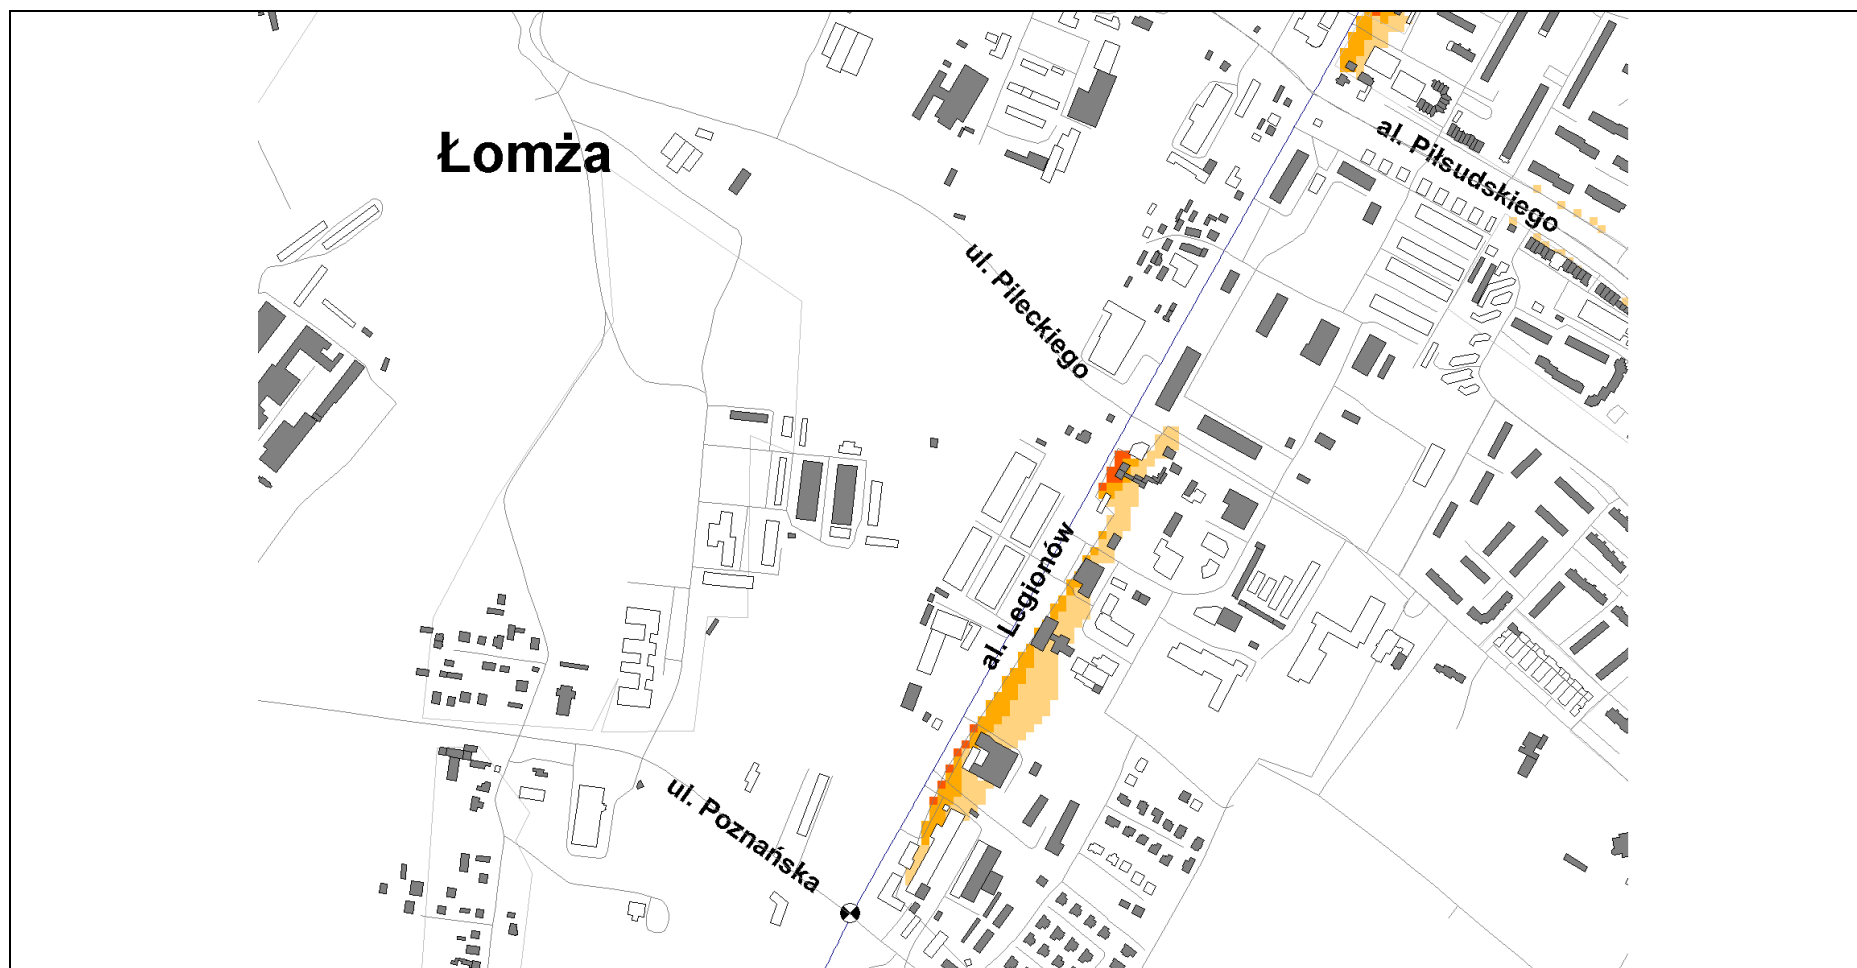 Łomża
al. Piłsudskiego
ul. Pileckiego
al. Legionów
ul. Poznańska